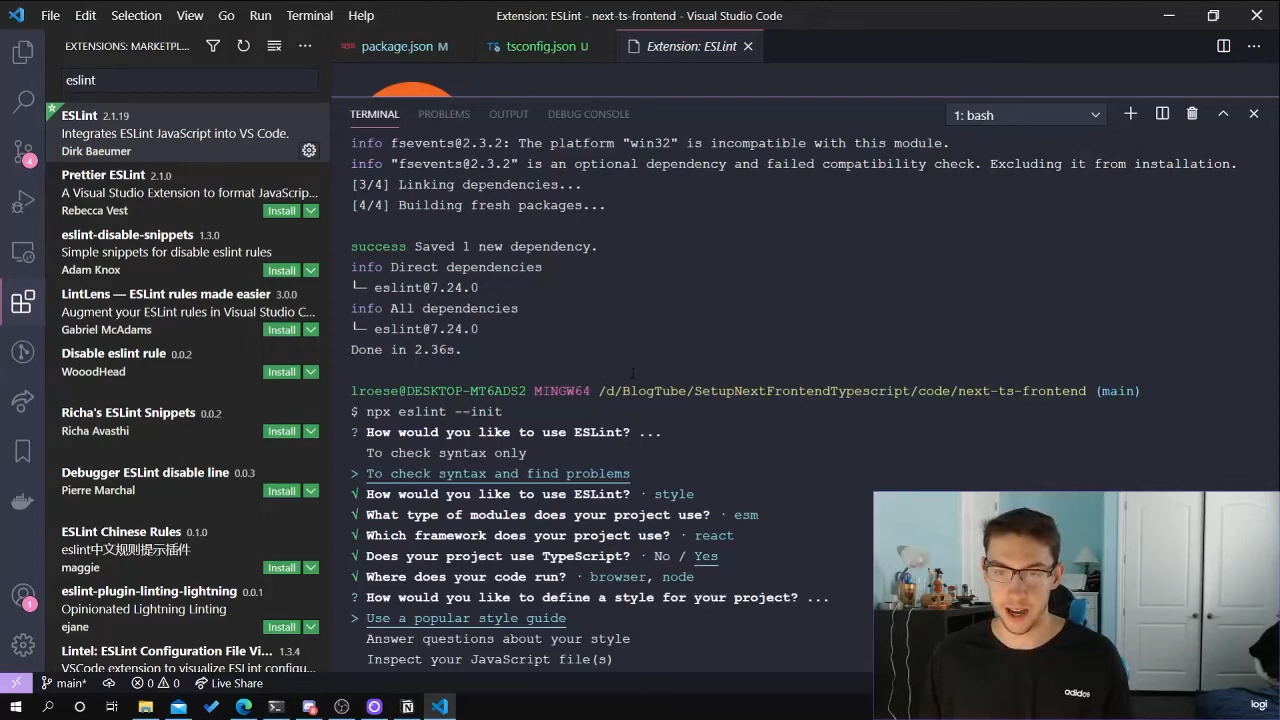 File Edit Selection View Go Run Terminal Help
Extension: ESLint - next-ts-frontend - Visual Studio Code
EXTENSIONS: MARKETPL...
package.json M
tsconfig.json U
Extension: ESLint
eslint
ESLint 2.1.19
Integrates ESLint JavaScript into VS Code.
Dirk Baeumer
Prettier ESLint 2.1.0
A Visual Studio Extension to format JavaScrip...
Rebecca Vest Install
eslint-disable-snippets 1.3.0
Simple snippets for disable eslint rules
Adam Knox Install
LintLens — ESLint rules made easier 3.0.0
Augment your ESLint rules in Visual Studio C...
Gabriel McAdams Install
Disable eslint rule 0.0.2
WooodHead Install
Richa's ESLint Snippets 0.0.2
Richa Avasthi Install
Debugger ESLint disable line 0.0.3
Pierre Marchal Install
ESLint Chinese Rules 0.1.0
eslint中文规则提示插件
maggie Install
eslint-plugin-linting-lightning 0.0.1
Opinionated Lightning Linting
ejane Install
Lintel: ESLint Configuration File Vi... 1.3.4
VSCode extension to visualize ESLint configu...
4
1
TERMINAL PROBLEMS OUTPUT DEBUG CONSOLE
1: bash
info fsevents@2.3.2: The platform "win32" is incompatible with this module.
info "fsevents@2.3.2" is an optional dependency and failed compatibility check. Excluding it from installation.
[3/4] Linking dependencies...
[4/4] Building fresh packages...
success Saved 1 new dependency.
info Direct dependencies
└─ eslint@7.24.0
info All dependencies
└─ eslint@7.24.0
Done in 2.36s.
lroese@DESKTOP-MT6ADS2 MINGW64 /d/BlogTube/SetupNextFrontendTypescript/code/next-ts-frontend (main)
$ npx eslint --init
? How would you like to use ESLint? ...
To check syntax only
> To check syntax and find problems
√ How would you like to use ESLint? · style
√ What type of modules does your project use? · esm
√ Which framework does your project use? · react
√ Does your project use TypeScript? · No / Yes
√ Where does your code run? · browser, node
? How would you like to define a style for your project? ...
> Use a popular style guide
Answer questions about your style
Inspect your JavaScript file(s)
adidas
logi
main* 0 0 Live Share